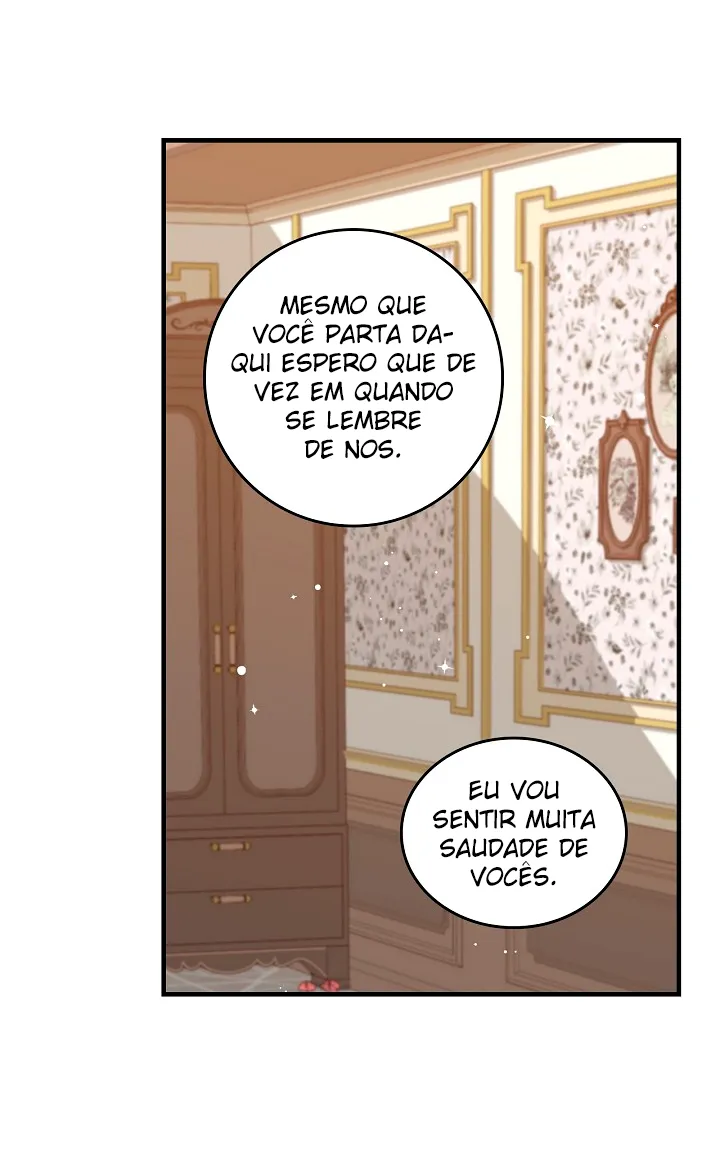 MESMO QUE
VOCÊ PARTA DA-
QUI ESPERO QUE DE
VEZ EM QUANDO
SE LEMBRE
DE NOS.
EU VOU
SENTIR MUITA
SAUDADE DE
VOCÊS.